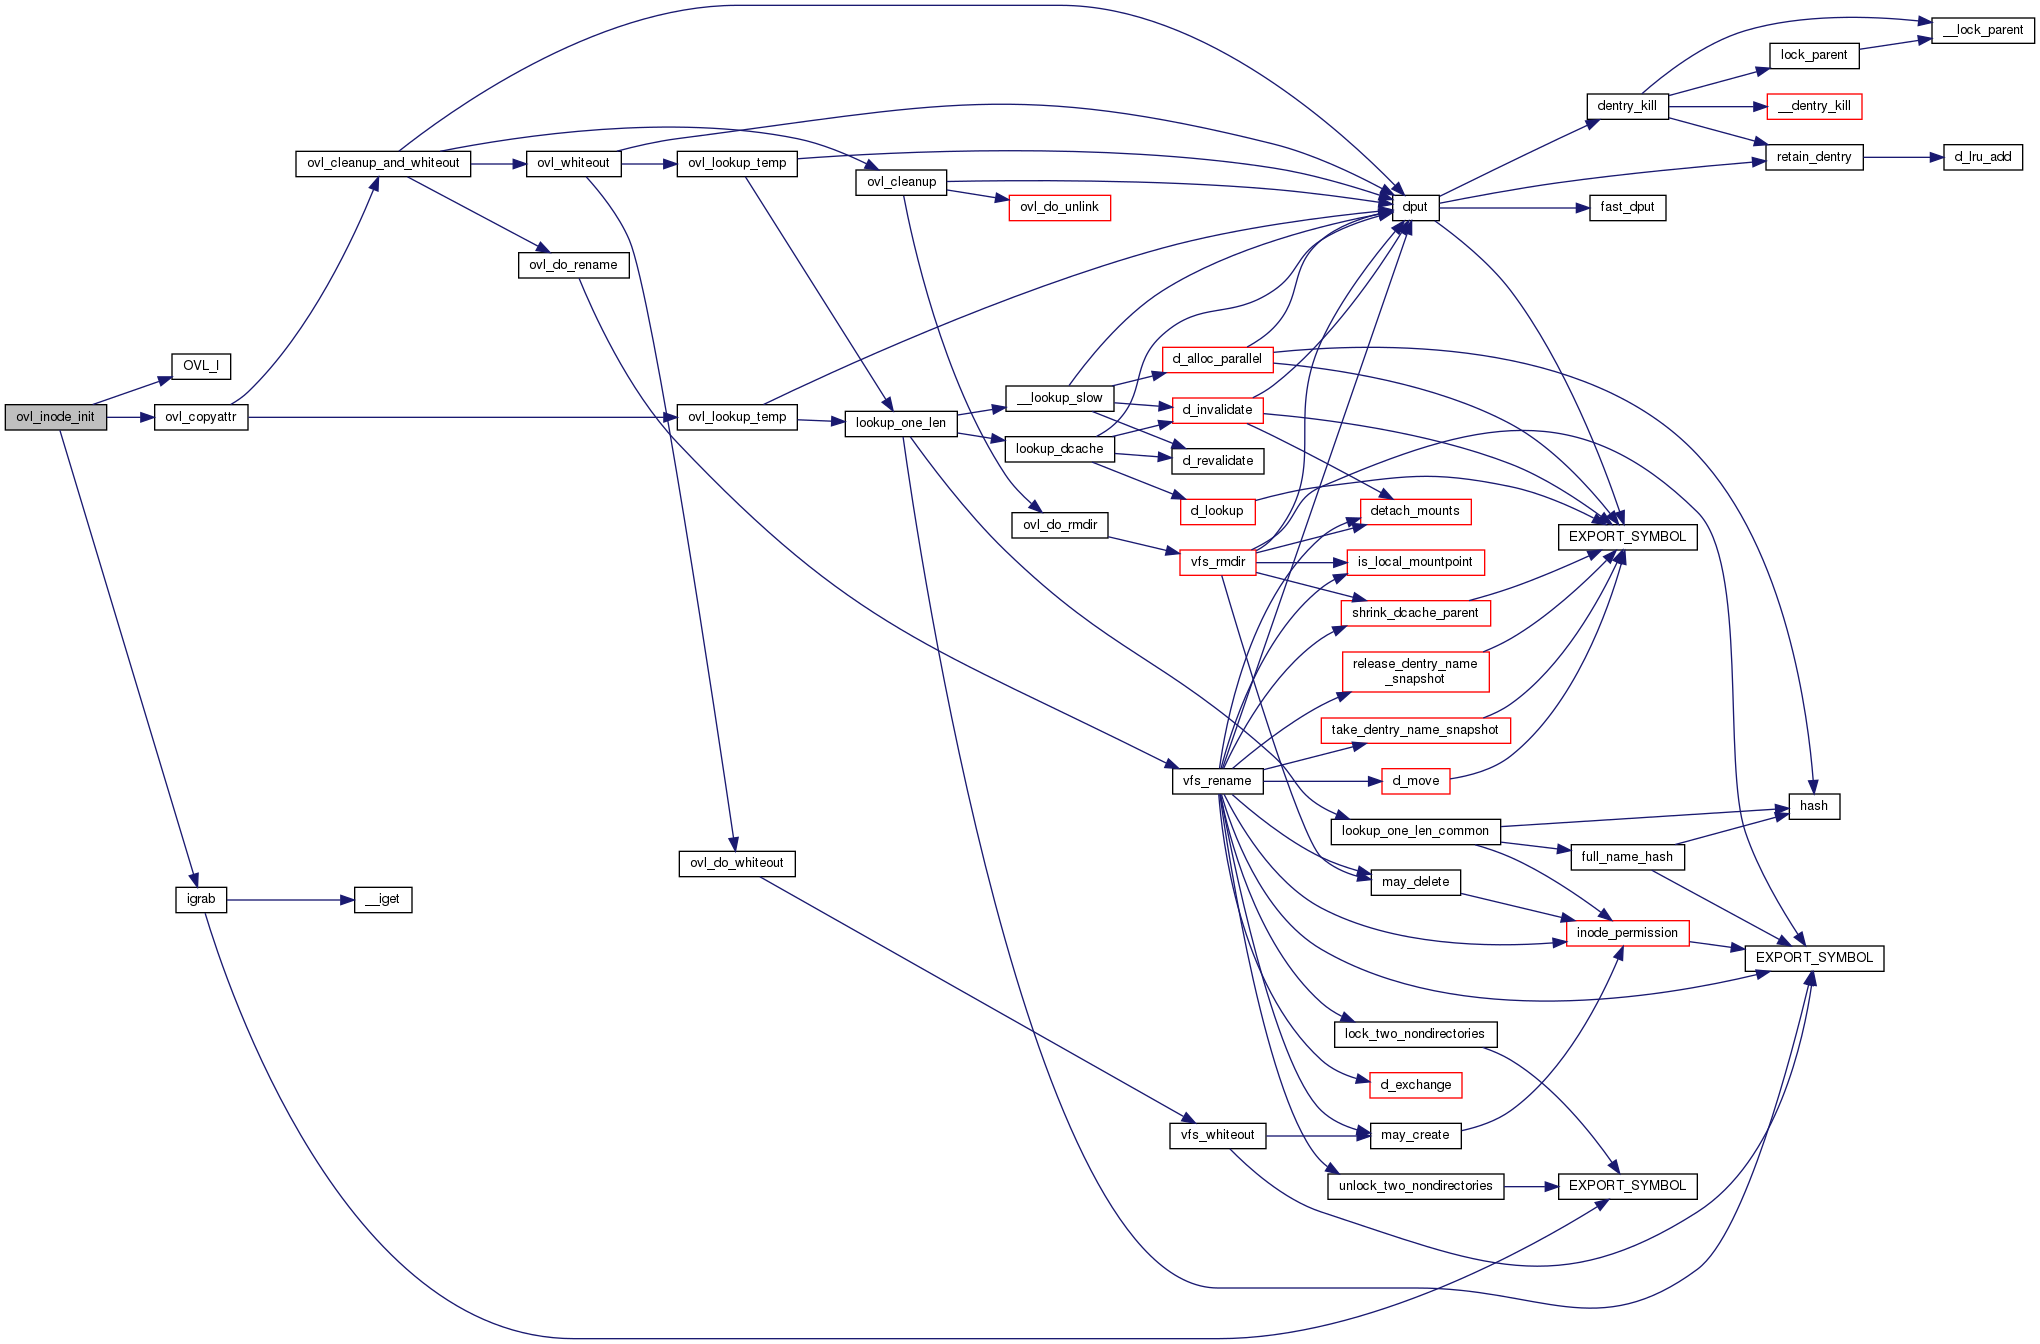 __lock_parent
lock_parent
dentry_kill
__dentry_kill
retain_dentry
d_lru_add
ovl_cleanup_and_whiteout
ovl_whiteout
ovl_lookup_temp
ovl_cleanup
ovl_do_unlink
dput
fast_dput
ovl_do_rename
OVL_I
d_alloc_parallel
ovl_inode_init
ovl_copyattr
ovl_lookup_temp
lookup_one_len
__lookup_slow
d_invalidate
lookup_dcache
d_revalidate
d_lookup
detach_mounts
ovl_do_rmdir
EXPORT_SYMBOL
vfs_rmdir
is_local_mountpoint
shrink_dcache_parent
release_dentry_name
_snapshot
take_dentry_name_snapshot
vfs_rename
d_move
hash
lookup_one_len_common
full_name_hash
ovl_do_whiteout
may_delete
igrab
__iget
inode_permission
EXPORT_SYMBOL
lock_two_nondirectories
d_exchange
vfs_whiteout
may_create
unlock_two_nondirectories
EXPORT_SYMBOL